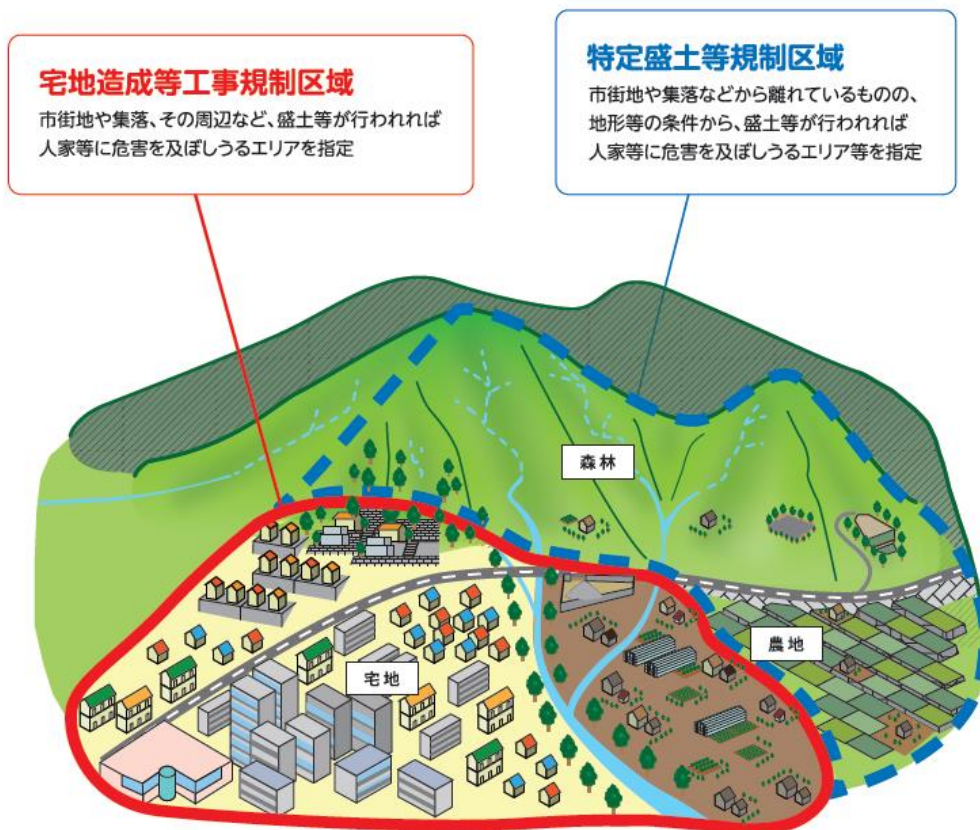 宅地造成等工事規制区域
市街地や集落、その周辺など、盛土等が行われれば
人家等に危害を及ぼしうるエリアを指定
特定盛土等規制区域
市街地や集落などから離れているものの、
地形等の条件から、盛土等が行われれば
人家等に危害を及ぼしうるエリア等を指定
森林
農地
宅地